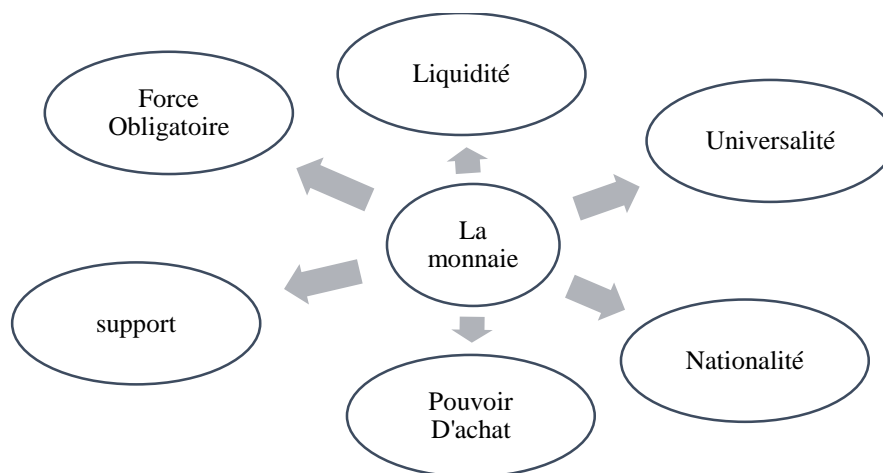 Liquidité
Force
Obligatoire
Universalité
La
monnaie
support
Nationalité
Pouvoir
D'achat